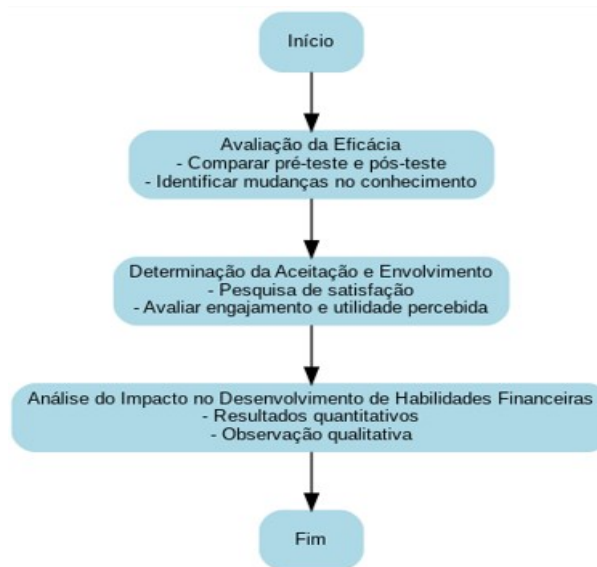 Início
Avaliação da Eficácia
- Comparar pré-teste e pós-teste
- Identificar mudanças no conhecimento
Determinação da Aceitação e Envolvimento
- Pesquisa de satisfação
- Avaliar engajamento e utilidade percebida
Análise do Impacto no Desenvolvimento de Habilidades Financeiras
- Resultados quantitativos
- Observação qualitativa
Fim